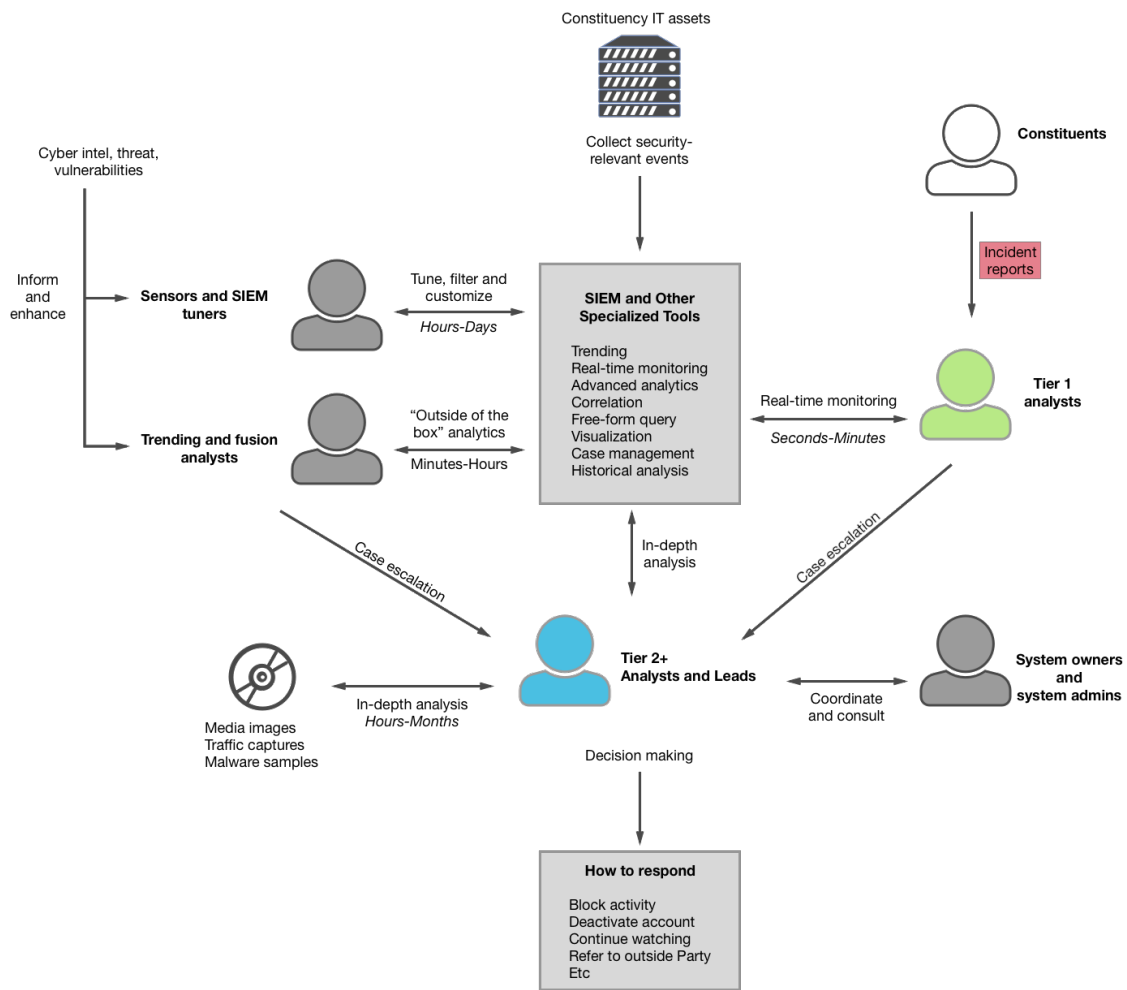 Constituency IT assets
Collect security-
relevant events
Constituents
Incident
reports
Cyber intel, threat,
vulnerabilities
Inform
and
enhance
Sensors and SIEM
tuners
Tune, filter and
customize
Hours-Days
SIEM and Other
Specialized Tools
Trending
Real-time monitoring
Advanced analytics
Correlation
Free-form query
Visualization
Case management
Historical analysis
Real-time monitoring
Seconds-Minutes
Tier 1
analysts
Trending and fusion
analysts
“Outside of the
box” analytics
Minutes-Hours
Case escalation
In-depth
analysis
Case escalation
Tier 2+
Analysts and Leads
In-depth analysis
Hours-Months
Media images
Traffic captures
Malware samples
Coordinate
and consult
System owners
and
system admins
Decision making
How to respond
Block activity
Deactivate account
Continue watching
Refer to outside Party
Etc